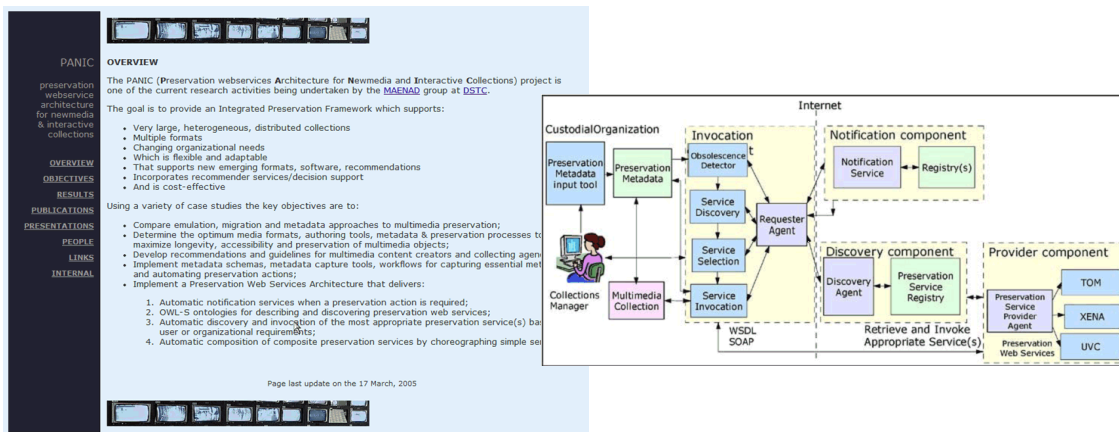 PANIC
preservation
webservice
architecture
for newmedia
& interactive
collections
OVERVIEW
OBJECTIVES
RESULTS
PUBLICATIONS
PRESENTATIONS
PEOPLE
LINKS
INTERNAL
OVERVIEW
The PANIC (Preservation webservices Architecture for Newmedia and Interactive Collections) project is
one of the current research activities being undertaken by the MAENAD group at DSTC.
The goal is to provide an Integrated Preservation Framework which supports:
• Very large, heterogeneous, distributed collections
• Multiple formats
• Changing organizational needs
• Which is flexible and adaptable
• That supports new emerging formats, software, recommendations
• Incorporates recommender services/decision support
• And is cost-effective
Using a variety of case studies the key objectives are to:
• Compare emulation, migration and metadata approaches to multimedia preservation;
• Determine the optimum media formats, authoring tools, metadata & preservation processes to
maximize longevity, accessibility and preservation of multimedia objects;
• Develop recommendations and guidelines for multimedia content creators and collecting agen
• Implement metadata schemas, metadata capture tools, workflows for capturing essential met
and automating preservation actions;
• Implement a Preservation Web Services Architecture that delivers:
1. Automatic notification services when a preservation action is required;
2. OWL-S ontologies for describing and discovering preservation web services;
3. Automatic discovery and invocation of the most appropriate preservation service(s) bas
user or organizational requirements;
4. Automatic composition of composite preservation services by choreographing simple ser
Page last update on the 17 March, 2005
Internet
CustodialOrganization
Invocation
t
Notification component
Preservation
Metadata
input tool
Preservation
Metadata
Obsolescence
Detector
Notification
Service
Registry(s)
Service
Discovery
Requester
Agent
Service
Selection
Discovery component
Provider component
Discovery
Agent
Preservation
Service
Registry
TOM
Collections
Manager
Multimedia
Collection
Service
Invocation
Preservation
Service
Provider
Agent
XENA
WSDL
SOAP
Retrieve and Invoke
Appropriate Service(s)
Preservation
Web Services
UVC